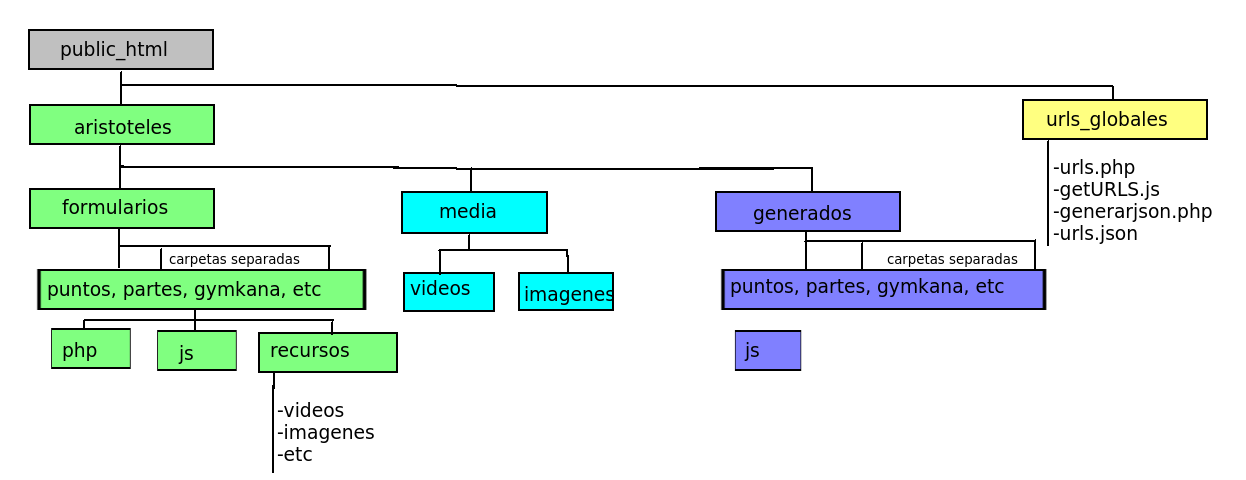 public_html
aristoteles
urls_globales
-urls.php
-getURLS.js
-generarjson.php
-urls.json
formularios
media
generados
carpetas separadas
carpetas separadas
puntos, partes, gymkana, etc
videos
imagenes
puntos, partes, gymkana, etc
php
js
recursos
js
-videos
-imagenes
-etc